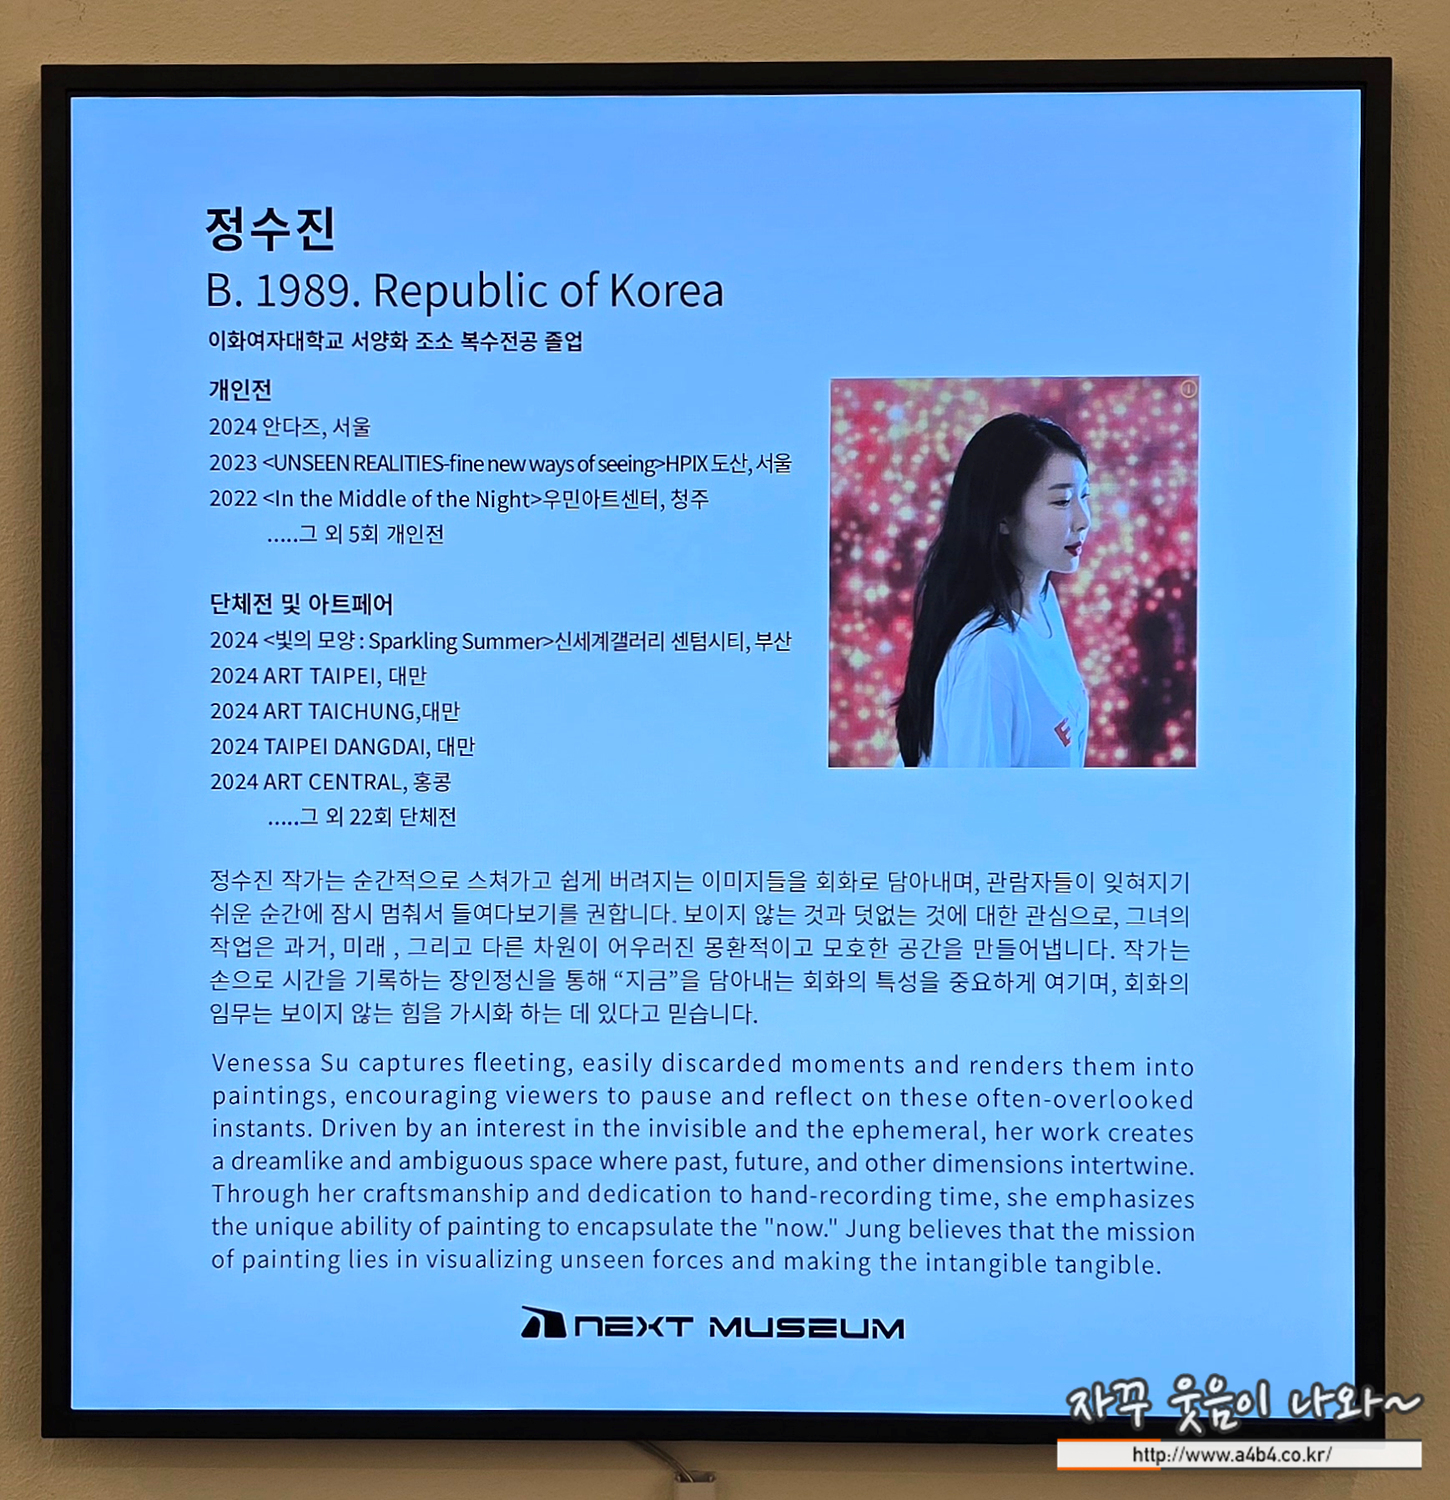 정수진
B. 1989. Republic of Korea
이화여자대학교 서양화 조소 복수전공 졸업
개인전
2024 안다즈, 서울
2023 <UNSEEN REALITIES-fine new ways of seeing>HPIX 도산, 서울
2022 <In the Middle of the Night>우민아트센터, 청주
.....그 외 5회 개인전
단체전 및 아트페어
2024 <빛의 모양 : Sparkling Summer>신세계갤러리 센텀시티, 부산
2024 ART TAIPEI, 대만
2024 ART TAICHUNG,대만
2024 TAIPEI DANGDAI, 대만
2024 ART CENTRAL, 홍콩
.....그 외 22회 단체전
정수진 작가는 순간적으로 스쳐가고 쉽게 버려지는 이미지들을 회화로 담아내며, 관람자들이 잊혀지기
쉬운 순간에 잠시 멈춰서 들여다보기를 권합니다. 보이지 않는 것과 덧없는 것에 대한 관심으로, 그녀의
작업은 과거, 미래 , 그리고 다른 차원이 어우러진 몽환적이고 모호한 공간을 만들어냅니다. 작가는
손으로 시간을 기록하는 장인정신을 통해 “지금”을 담아내는 회화의 특성을 중요하게 여기며, 회화의
임무는 보이지 않는 힘을 가시화 하는 데 있다고 믿습니다.
Venessa Su captures fleeting, easily discarded moments and renders them into
paintings, encouraging viewers to pause and reflect on these often-overlooked
instants. Driven by an interest in the invisible and the ephemeral, her work creates
a dreamlike and ambiguous space where past, future, and other dimensions intertwine.
Through her craftsmanship and dedication to hand-recording time, she emphasizes
the unique ability of painting to encapsulate the "now." Jung believes that the mission
of painting lies in visualizing unseen forces and making the intangible tangible.
NEXT MUSEUM
자꾸 웃음이 나와~
http://www.a4b4.co.kr/